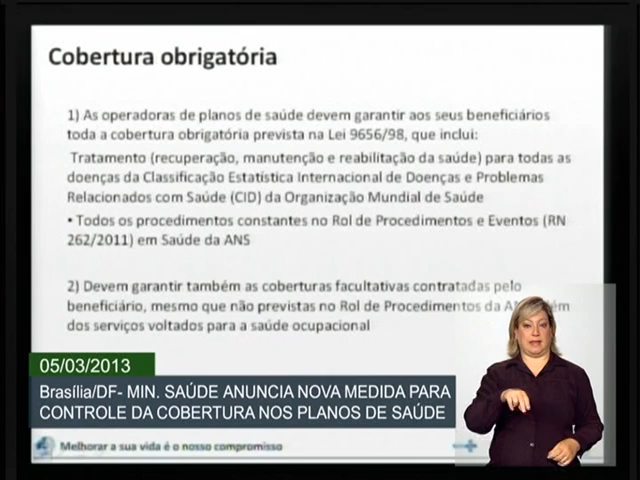 Cobertura obrigatória
1) As operadoras de planos de saúde devem garantir aos seus beneficiários
toda a cobertura obrigatória prevista na Lei 9656/98, que inclui:
Tratamento (recuperação, manutenção e reabilitação da saúde) para todas as
doenças da Classificação Estatística Internacional de Doenças e Problemas
Relacionados com Saúde (CID) da Organização Mundial de Saúde
• Todos os procedimentos constantes no Rol de Procedimentos e Eventos (RN
262/2011) em Saúde da ANS
2) Devem garantir também as coberturas facultativas contratadas pelo
beneficiário, mesmo que não previstas no Rol de Procedimentos da
dos serviços voltados para a saúde ocupacional
05/03/2013
Brasília/DF- MIN. SAÚDE ANUNCIA NOVA MEDIDA PARA
CONTROLE DA COBERTURA NOS PLANOS DE SAÚDE
Melhorar a sua vida é o nosso compromisso